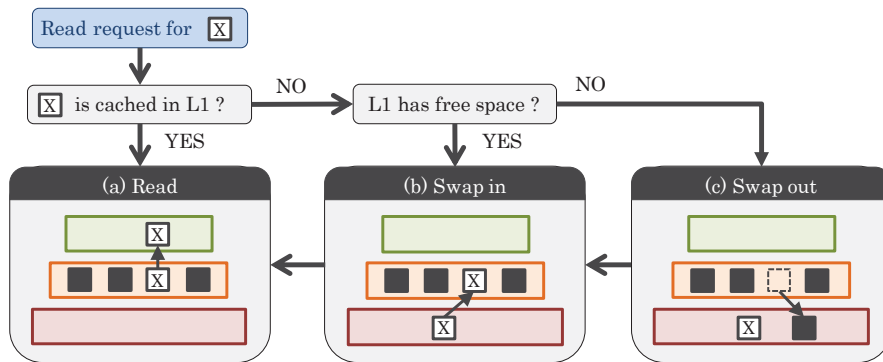 Read request for X
X is cached in L1 ?
NO
L1 has free space ?
NO
YES
YES
(a) Read
(b) Swap in
(c) Swap out
X
X
X
X
X